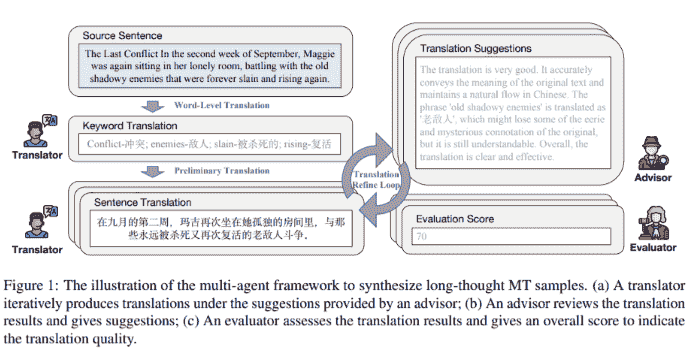 Source Sentence
The Last Conflict In the second week of September, Maggie
was again sitting in her lonely room, battling with the old
shadowy enemies that were forever slain and rising again.
Word-Level Translation
Translator
Keyword Translation
Conflict-冲突; enemies-敌人; slain-被杀死的; rising-复活
Preliminary Translation
Translator
Sentence Translation
在九月的第二周，玛吉再次坐在她孤独的房间里，与那
些永远被杀死又再次复活的老敌人斗争。
Translation
Refine Loop
Translation Suggestions
The translation is very good. It accurately
conveys the meaning of the original text and
maintains a natural flow in Chinese. The
phrase 'old shadowy enemies' is translated as
'老敌人', which might lose some of the eerie
and mysterious connotation of the original,
but it is still understandable. Overall, the
translation is clear and effective.
Advisor
Evaluation Score
70
Evaluator
Figure 1: The illustration of the multi-agent framework to synthesize long-thought MT samples. (a) A translator
iteratively produces translations under the suggestions provided by an advisor; (b) An advisor reviews the translation
results and gives suggestions; (c) An evaluator assesses the translation results and gives an overall score to indicate
the translation quality.